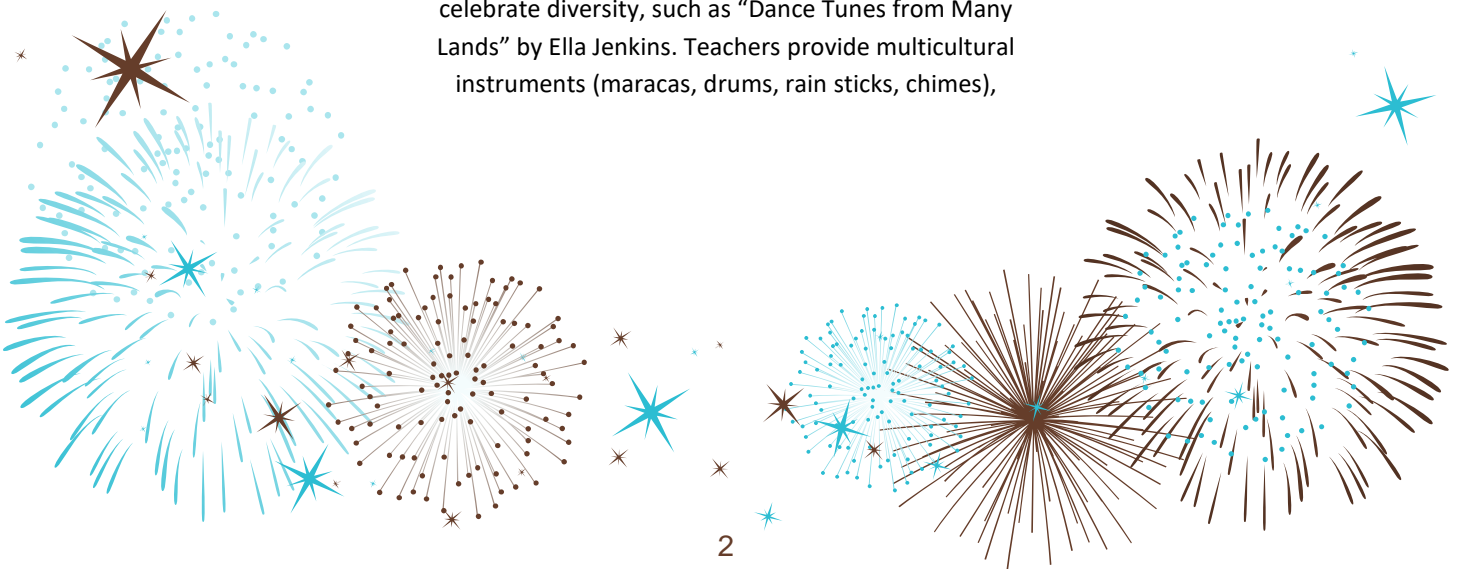 celebrate diversity, such as “Dance Tunes from Many
Lands” by Ella Jenkins. Teachers provide multicultural
instruments (maracas, drums, rain sticks, chimes),
2